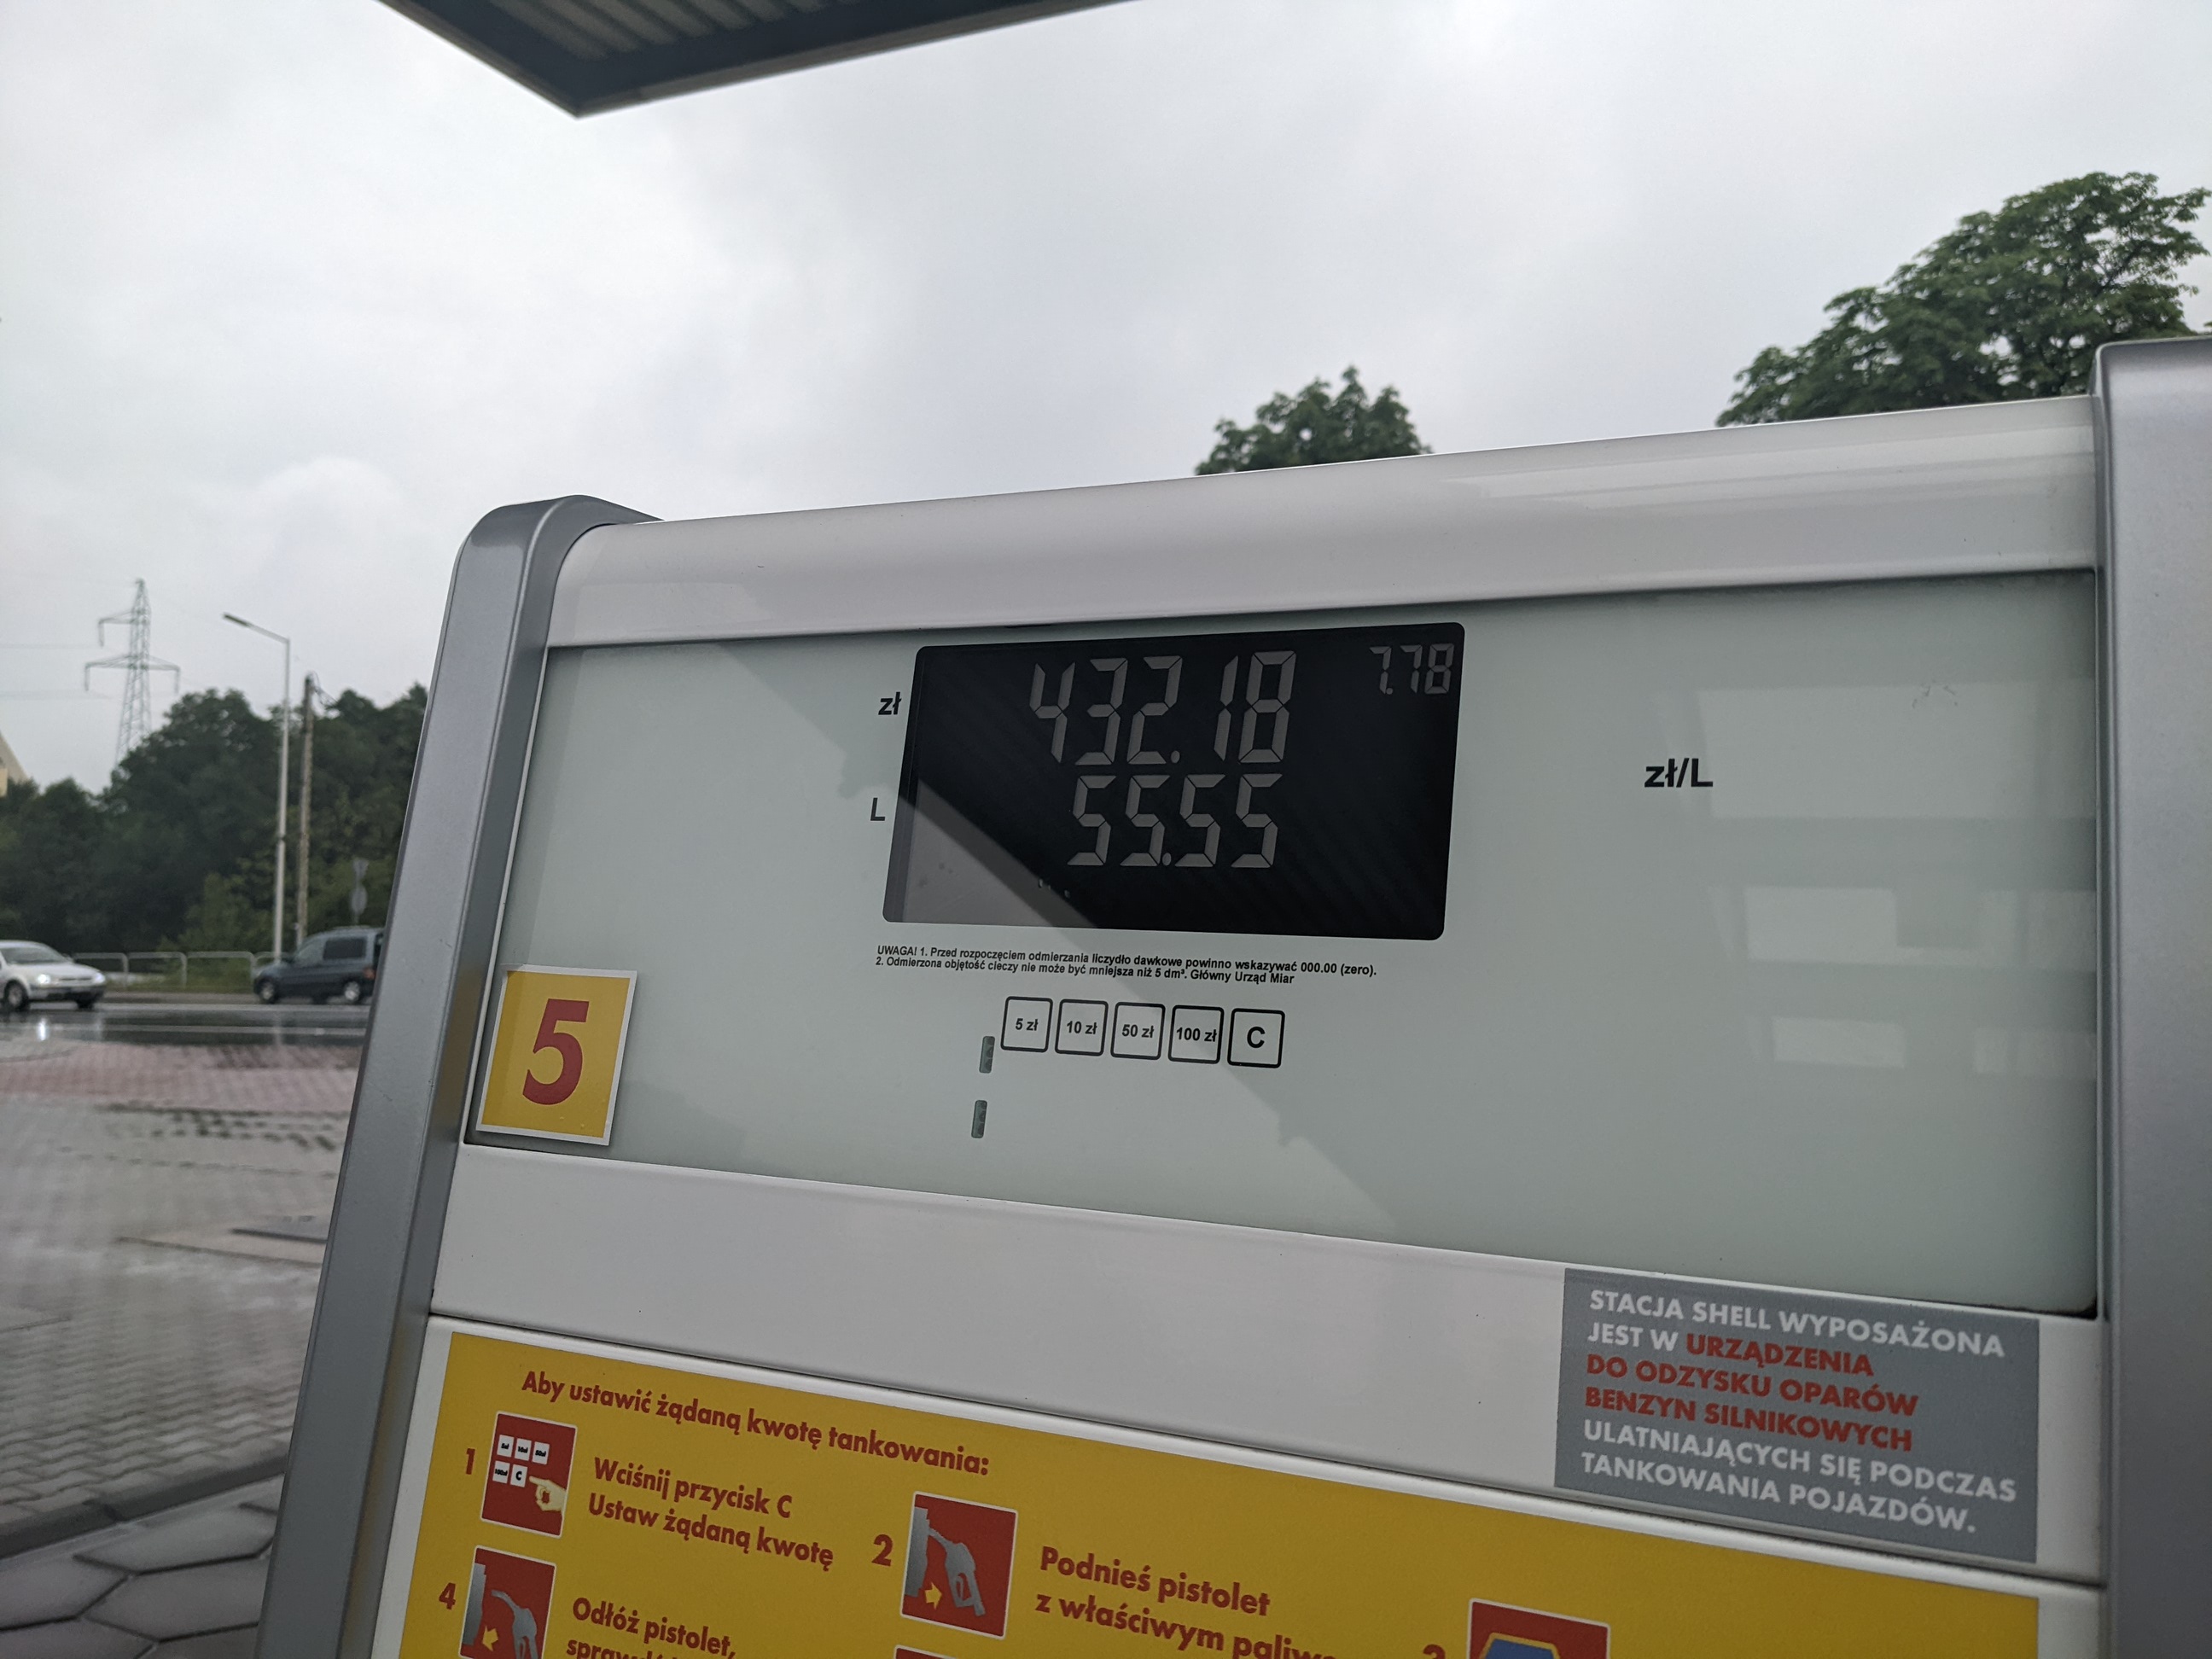 zł 432.18 7.78
zł/L
L 55.55
UWAGA! 1. Przed rozpoczęciem odmierzania liczydło dawkowe powinno wskazywać 000.00 (zero).
2. Odmierzona objętość cieczy nie może być mniejsza niż 5 dm³. Główny Urząd Miar
5 zł 10 zł 50 zł 100 zł C
5
STACJA SHELL WYPOSAŻONA
JEST W URZĄDZENIA
DO ODZYSKU OPARÓW
BENZYN SILNIKOWYCH
ULATNIAJĄCYCH SIĘ PODCZAS
TANKOWANIA POJAZDÓW.
Aby ustawić żądaną kwotę tankowania:
1 Wciśnij przycisk C
Ustaw żądaną kwotę
2 Podnieś pistolet
z właściwym
4 Odłóż pistolet,